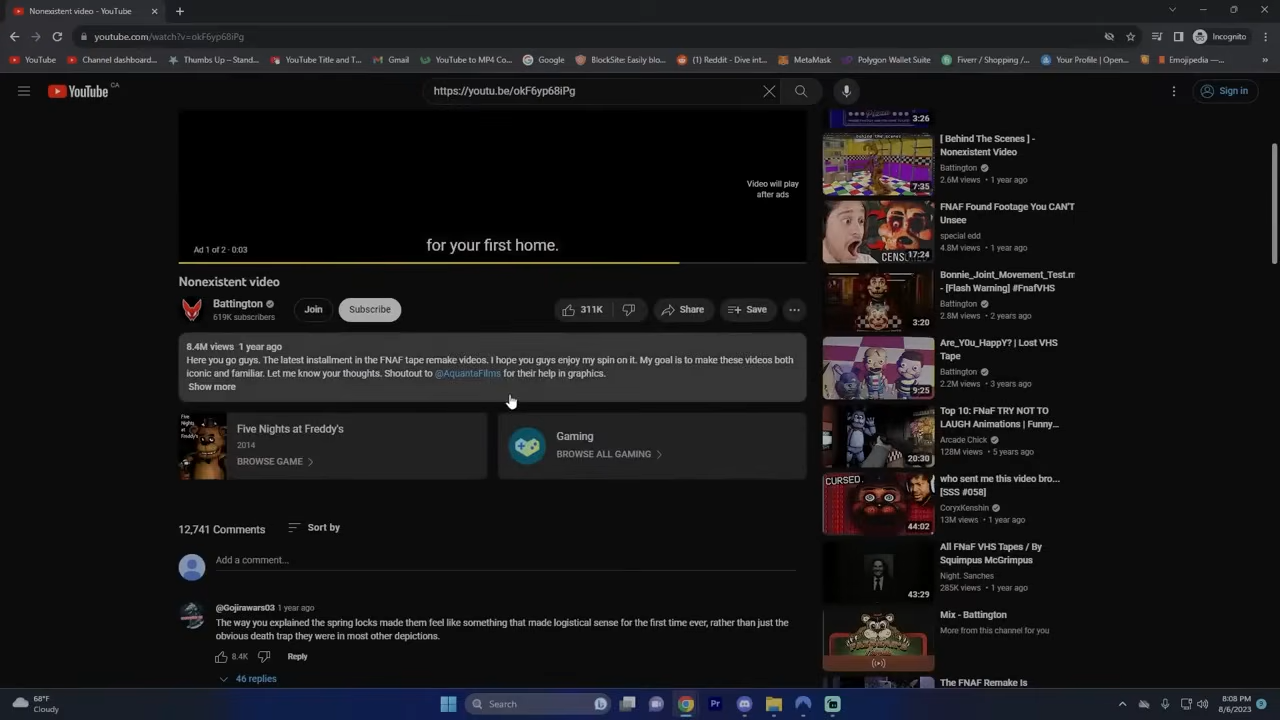 Nonexistent video - YouTube
youtube.com/watch?v=okF6yp68iPg
Incognito
YouTube
Channel dashboard...
Thumbs Up – Stand...
YouTube Title and T...
Gmail
YouTube to MP4 Co...
Google
BlockSite: Easily blo...
(1) Reddit - Dive int...
MetaMask
Polygon Wallet Suite
Fiverr / Shopping /...
Your Profile | Open...
Emojipedia —...
YouTube CA
https://youtu.be/okF6yp68iPg
Sign in
Video will play
after ads
for your first home.
Ad 1 of 2 · 0:03
Nonexistent video
Battington
619K subscribers
Join
Subscribe
311K
Share
Save
8.4M views 1 year ago
Here you go guys. The latest installment in the FNAF tape remake videos. I hope you guys enjoy my spin on it. My goal is to make these videos both
iconic and familiar. Let me know your thoughts. Shoutout to @AquantaFilms for their help in graphics.
Show more
Five Nights at Freddy's
2014
BROWSE GAME
Five
Nights
at
Freddy's
Gaming
BROWSE ALL GAMING
12,741 Comments
Sort by
Add a comment...
@Gojirawars03 1 year ago
The way you explained the spring locks made them feel like something that made logistical sense for the first time ever, rather than just the
obvious death trap they were in most other depictions.
8.4K
Reply
46 replies
3:26
[ Behind The Scenes ] -
Nonexistent Video
Battington
2.6M views • 1 year ago
7:35
FNAF Found Footage You CAN'T
Unsee
special edd
4.8M views • 1 year ago
CENS
17:24
Bonnie_Joint_Movement_Test.m
- [Flash Warning] #FnafVHS
Battington
2.8M views • 2 years ago
3:20
Are_Y0u_HappY? | Lost VHS
Tape
Battington
2.2M views • 3 years ago
9:25
Top 10: FNaF TRY NOT TO
LAUGH Animations | Funny...
Arcade Chick
128M views • 5 years ago
20:30
who sent me this video bro...
[SSS #058]
CoryxKenshin
13M views • 1 year ago
CURSED.
44:02
All FNaF VHS Tapes / By
Squimpus McGrimpus
Night. Sanches
285K views • 1 year ago
43:29
Mix - Battington
More from this channel for you
The FNAF Remake Is
68°F
Cloudy
Search
8:08 PM
8/6/2023
3